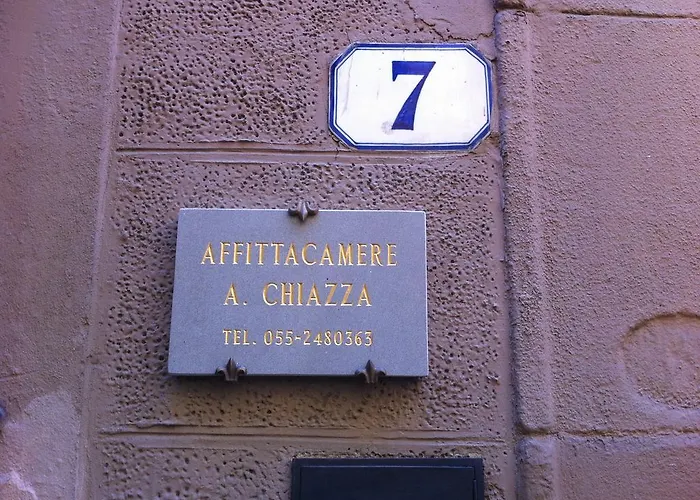 7
AFFITTACAMERE
A. CHIAZZA
TEL. 055-2480363